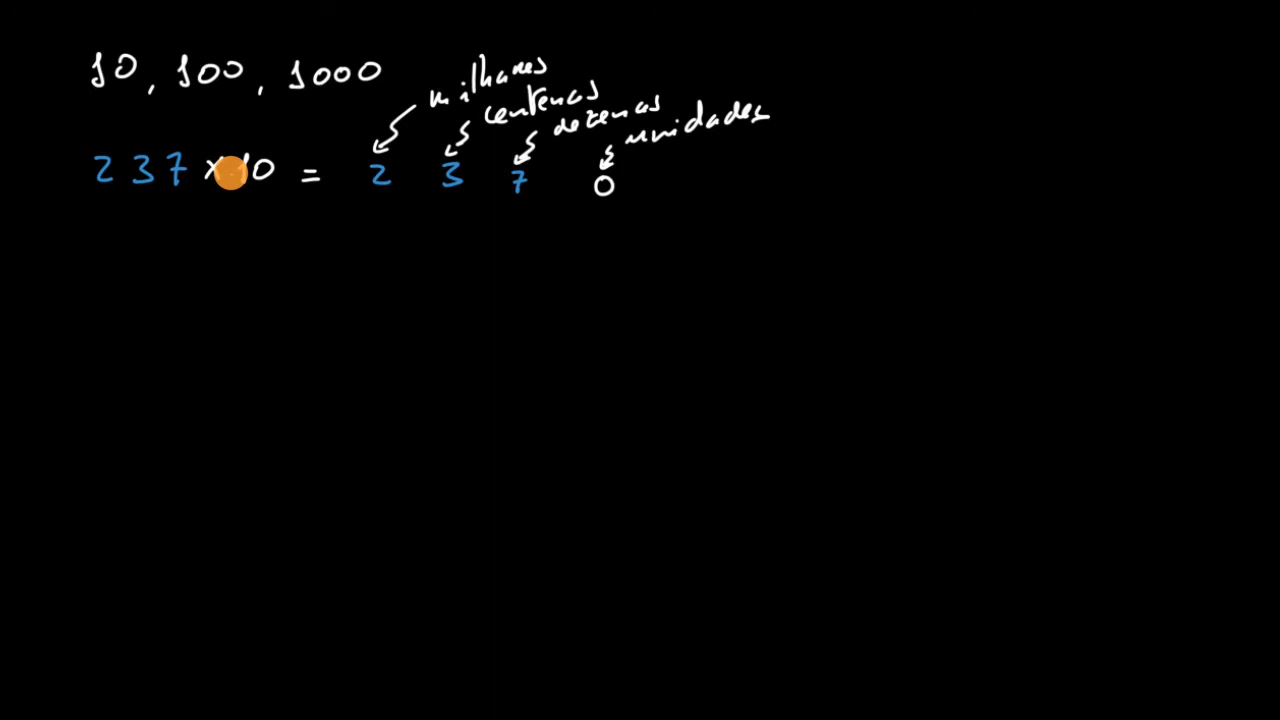 10, 100, 1000
milhares
centenas
dezenas
unidades
237 × 10 = 2 3 7 0